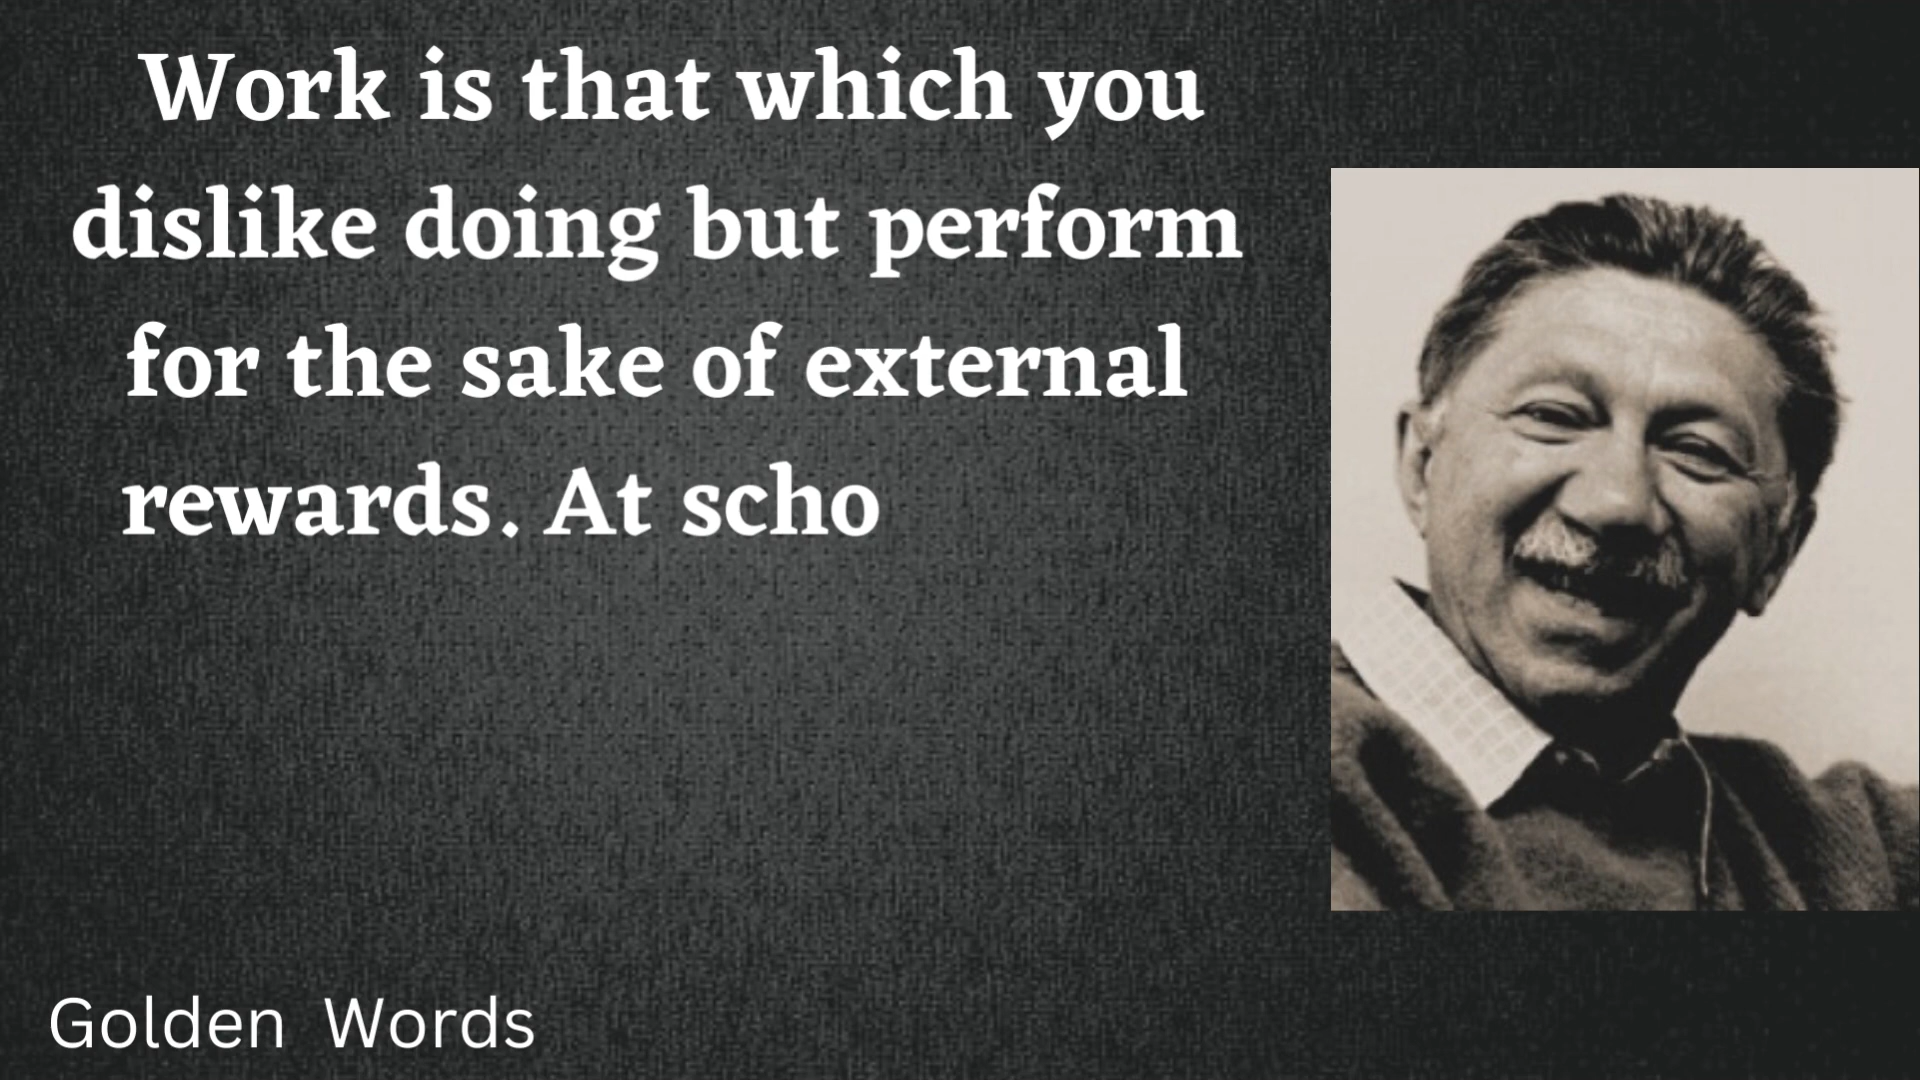 Work is that which you
dislike doing but perform
for the sake of external
rewards. At scho
Golden Words